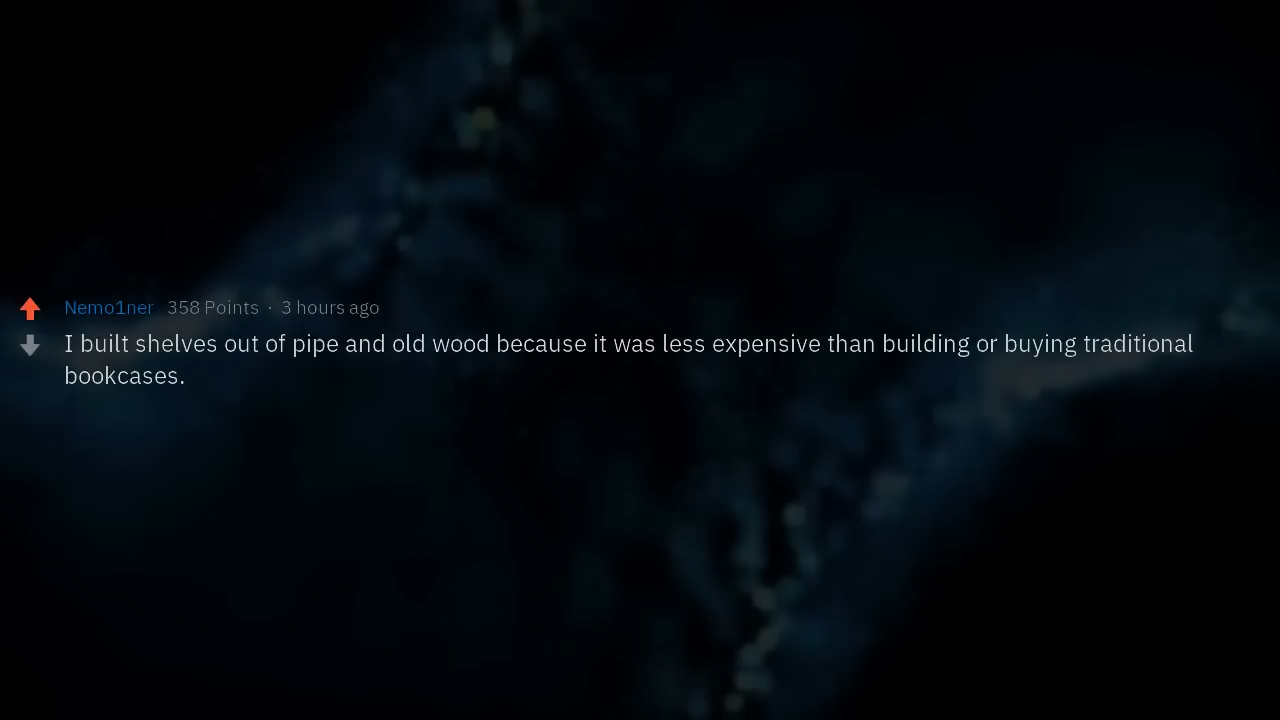 Nemo1ner 358 Points · 3 hours ago
I built shelves out of pipe and old wood because it was less expensive than building or buying traditional
bookcases.